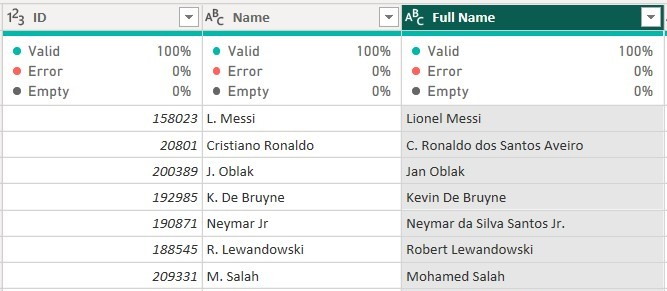 123 ID ABC Name ABC Full Name
Valid 100% Valid 100% Valid 100%
Error 0% Error 0% Error 0%
Empty 0% Empty 0% Empty 0%
158023 L. Messi Lionel Messi
20801 Cristiano Ronaldo C. Ronaldo dos Santos Aveiro
200389 J. Oblak Jan Oblak
192985 K. De Bruyne Kevin De Bruyne
190871 Neymar Jr Neymar da Silva Santos Jr.
188545 R. Lewandowski Robert Lewandowski
209331 M. Salah Mohamed Salah